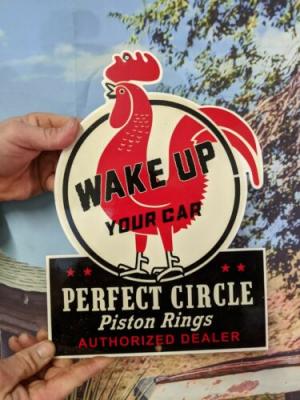 WAKE UP
YOUR CAR
PERFECT CIRCLE
Piston Rings
AUTHORIZED DEALER